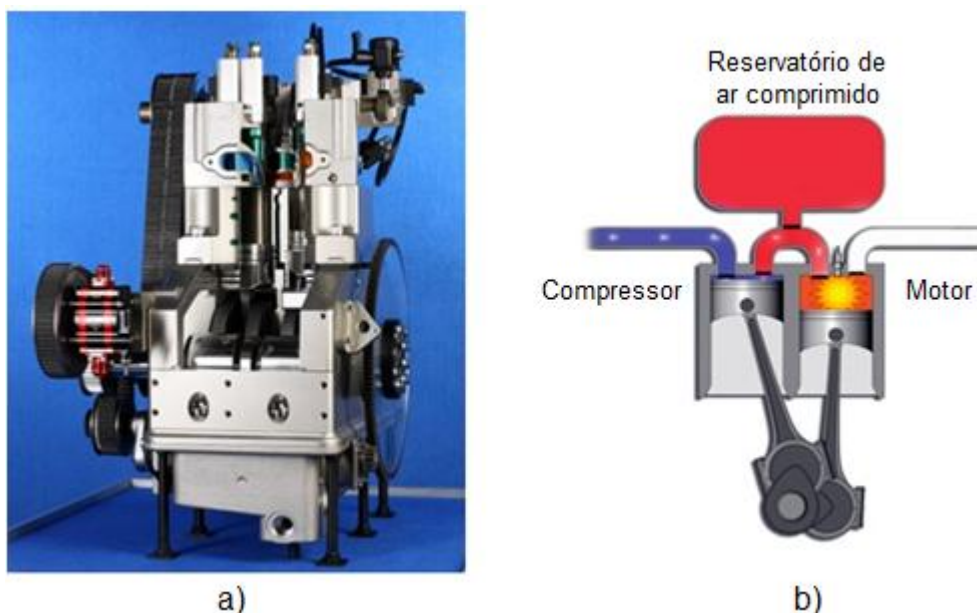 Reservatório de
ar comprimido
Compressor
Motor
a)
b)